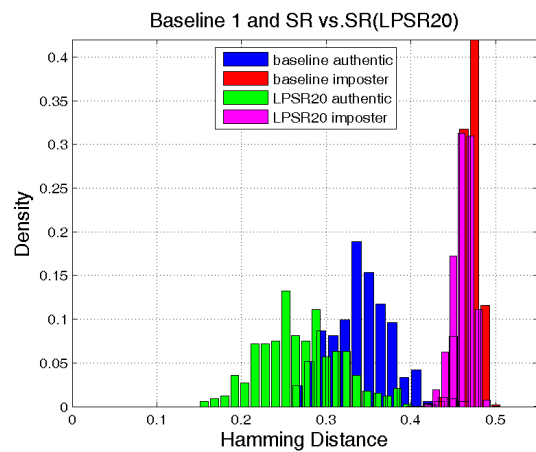 Baseline 1 and SR vs.SR(LPSR20)
baseline authentic
baseline imposter
LPSR20 authentic
LPSR20 imposter
Density
0.4
0.35
0.3
0.25
0.2
0.15
0.1
0.05
0
0 0.1 0.2 0.3 0.4 0.5
Hamming Distance